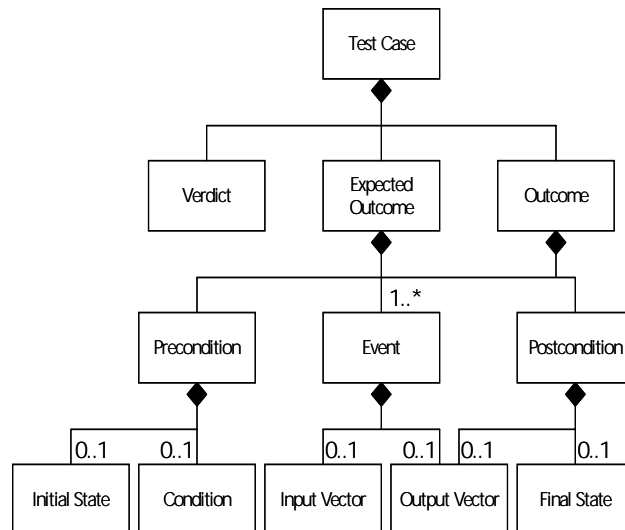 Test Case
Verdict
Expected
Outcome
Outcome
1..*
Precondition
Event
Postcondition
0..1
0..1
0..1
0..1
0..1
0..1
Initial State
Condition
Input Vector
Output Vector
Final State